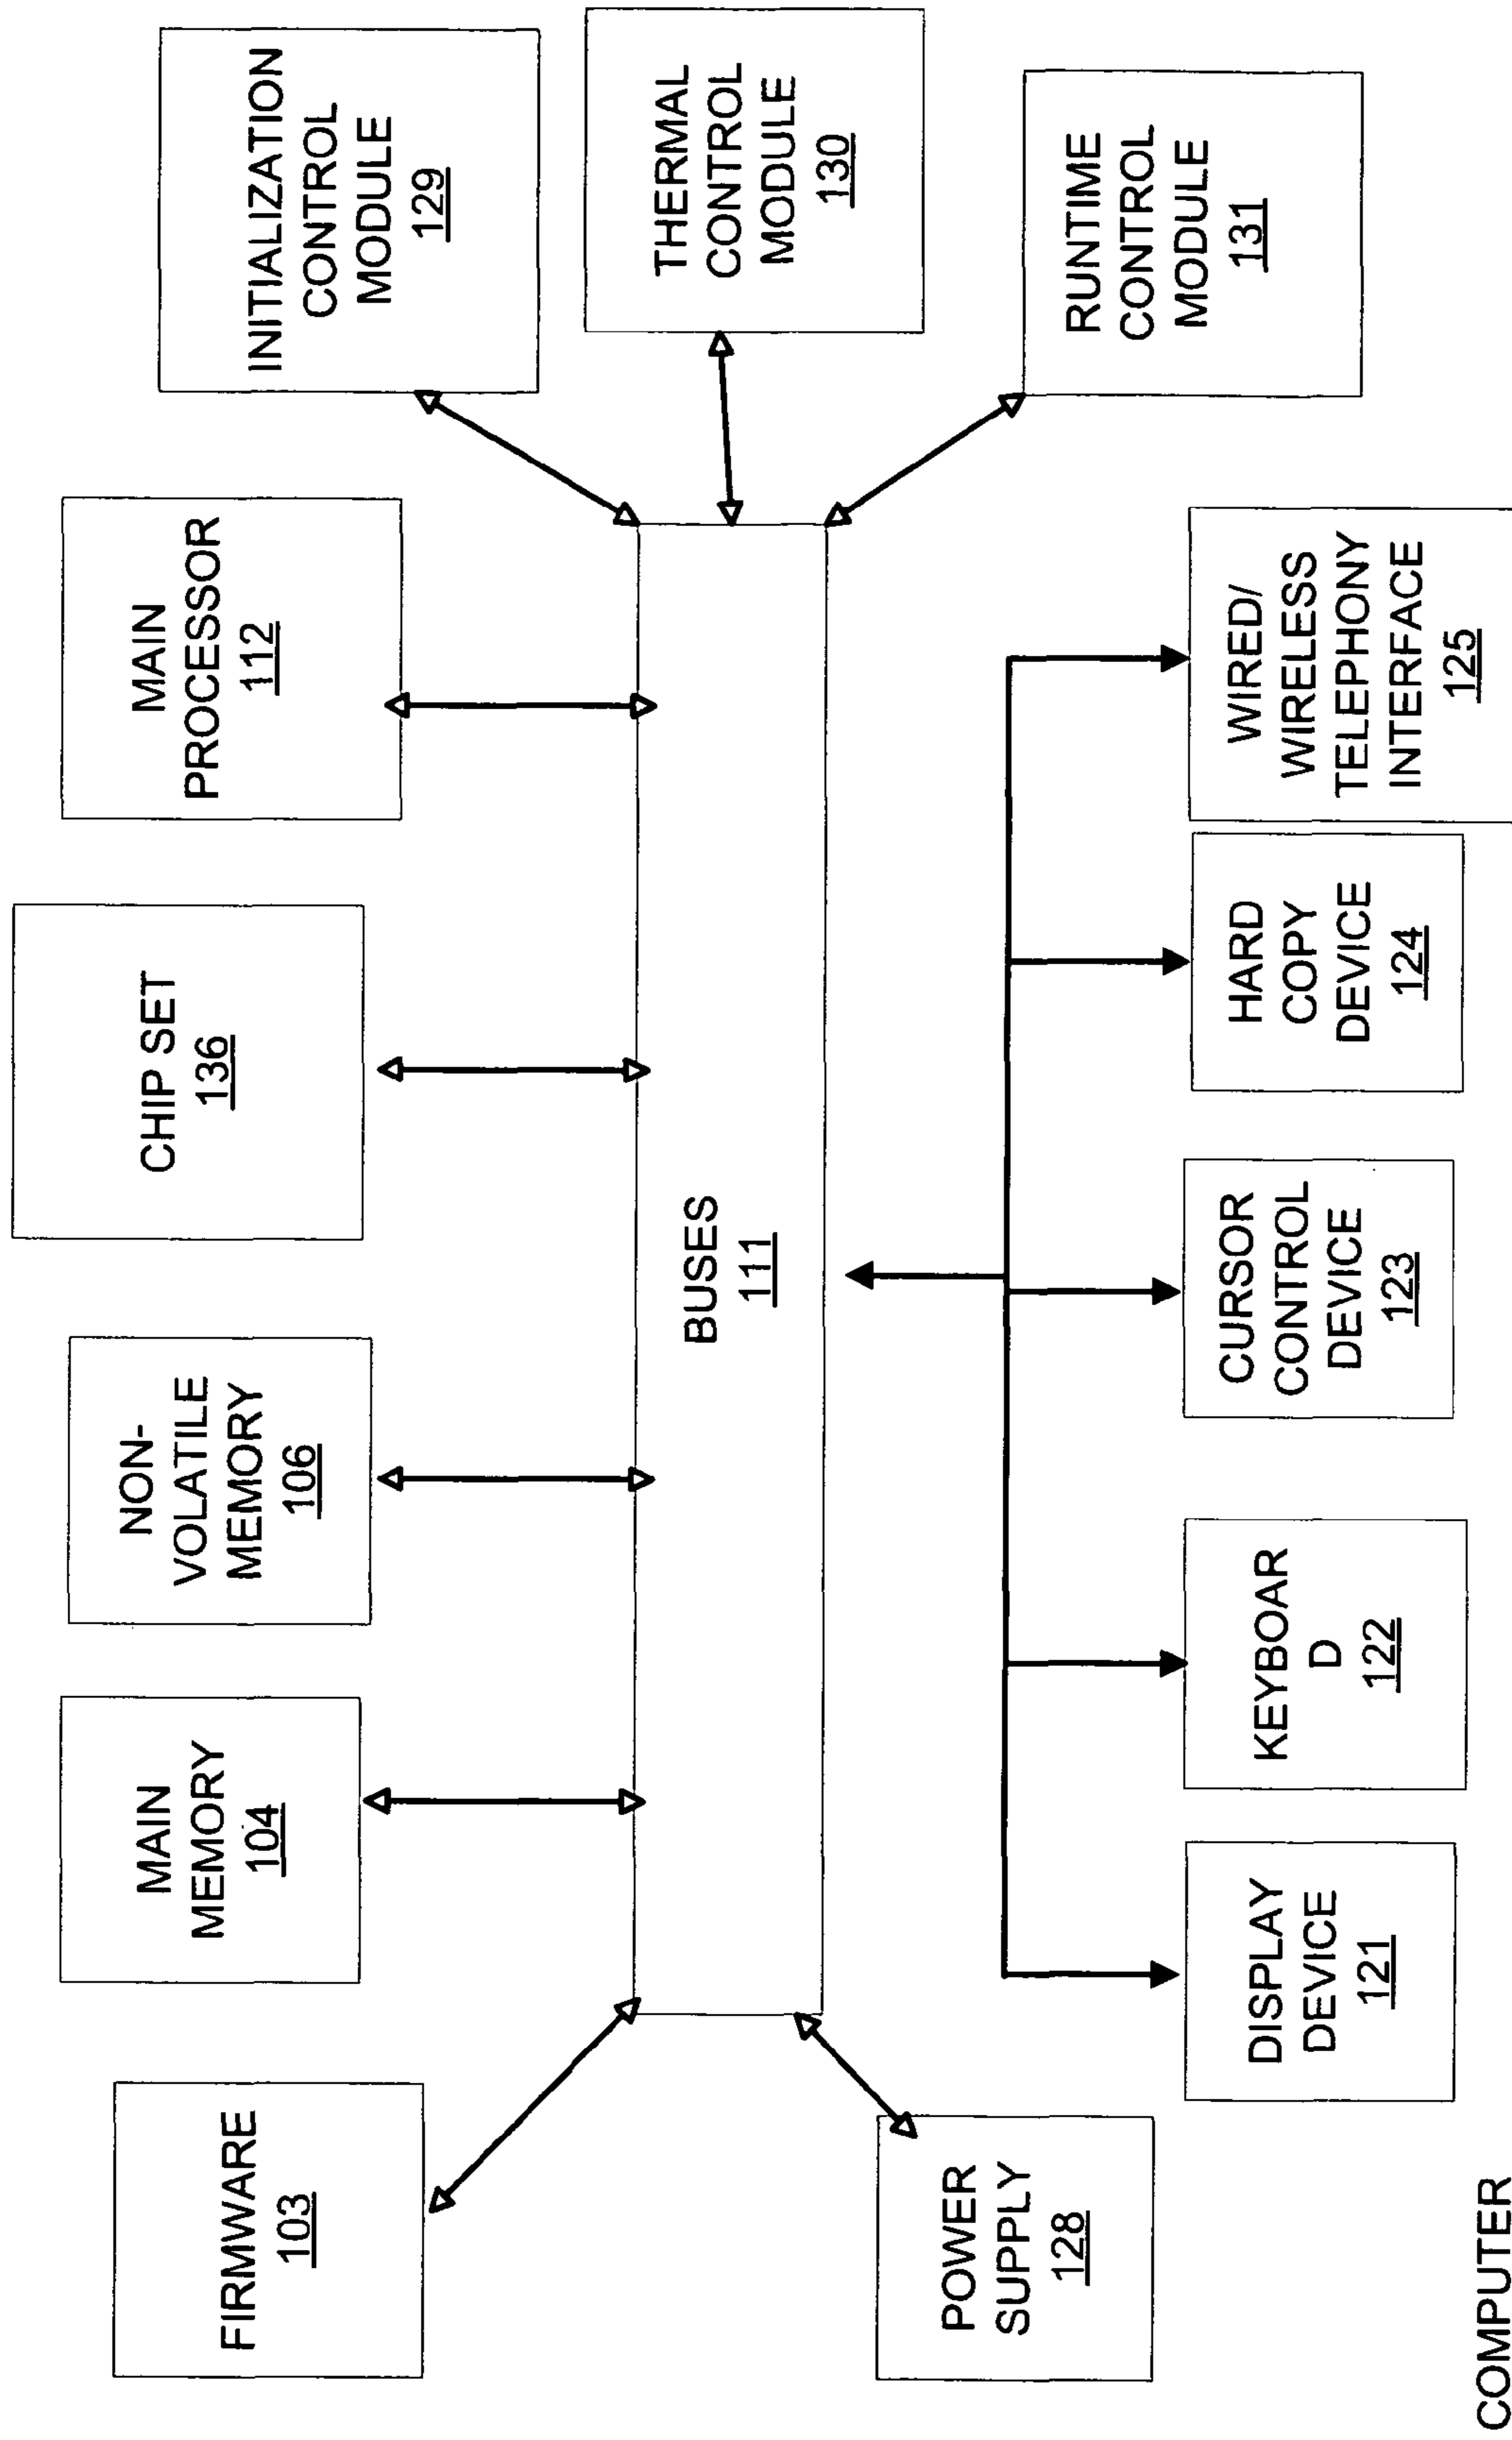 FIRMWARE
103
MAIN
MEMORY
104
NON-
VOLATILE
MEMORY
106
CHIP SET
136
MAIN
PROCESSOR
112
INITIALIZATION
CONTROL
MODULE
129
THERMAL
CONTROL
MODULE
130
RUNTIME
CONTROL
MODULE
131
BUSES
111
POWER
SUPPLY
128
DISPLAY
DEVICE
121
KEYBOAR
D
122
CURSOR
CONTROL
DEVICE
123
HARD
COPY
DEVICE
124
WIRED/
WIRELESS
TELEPHONY
INTERFACE
125
COMPUTER